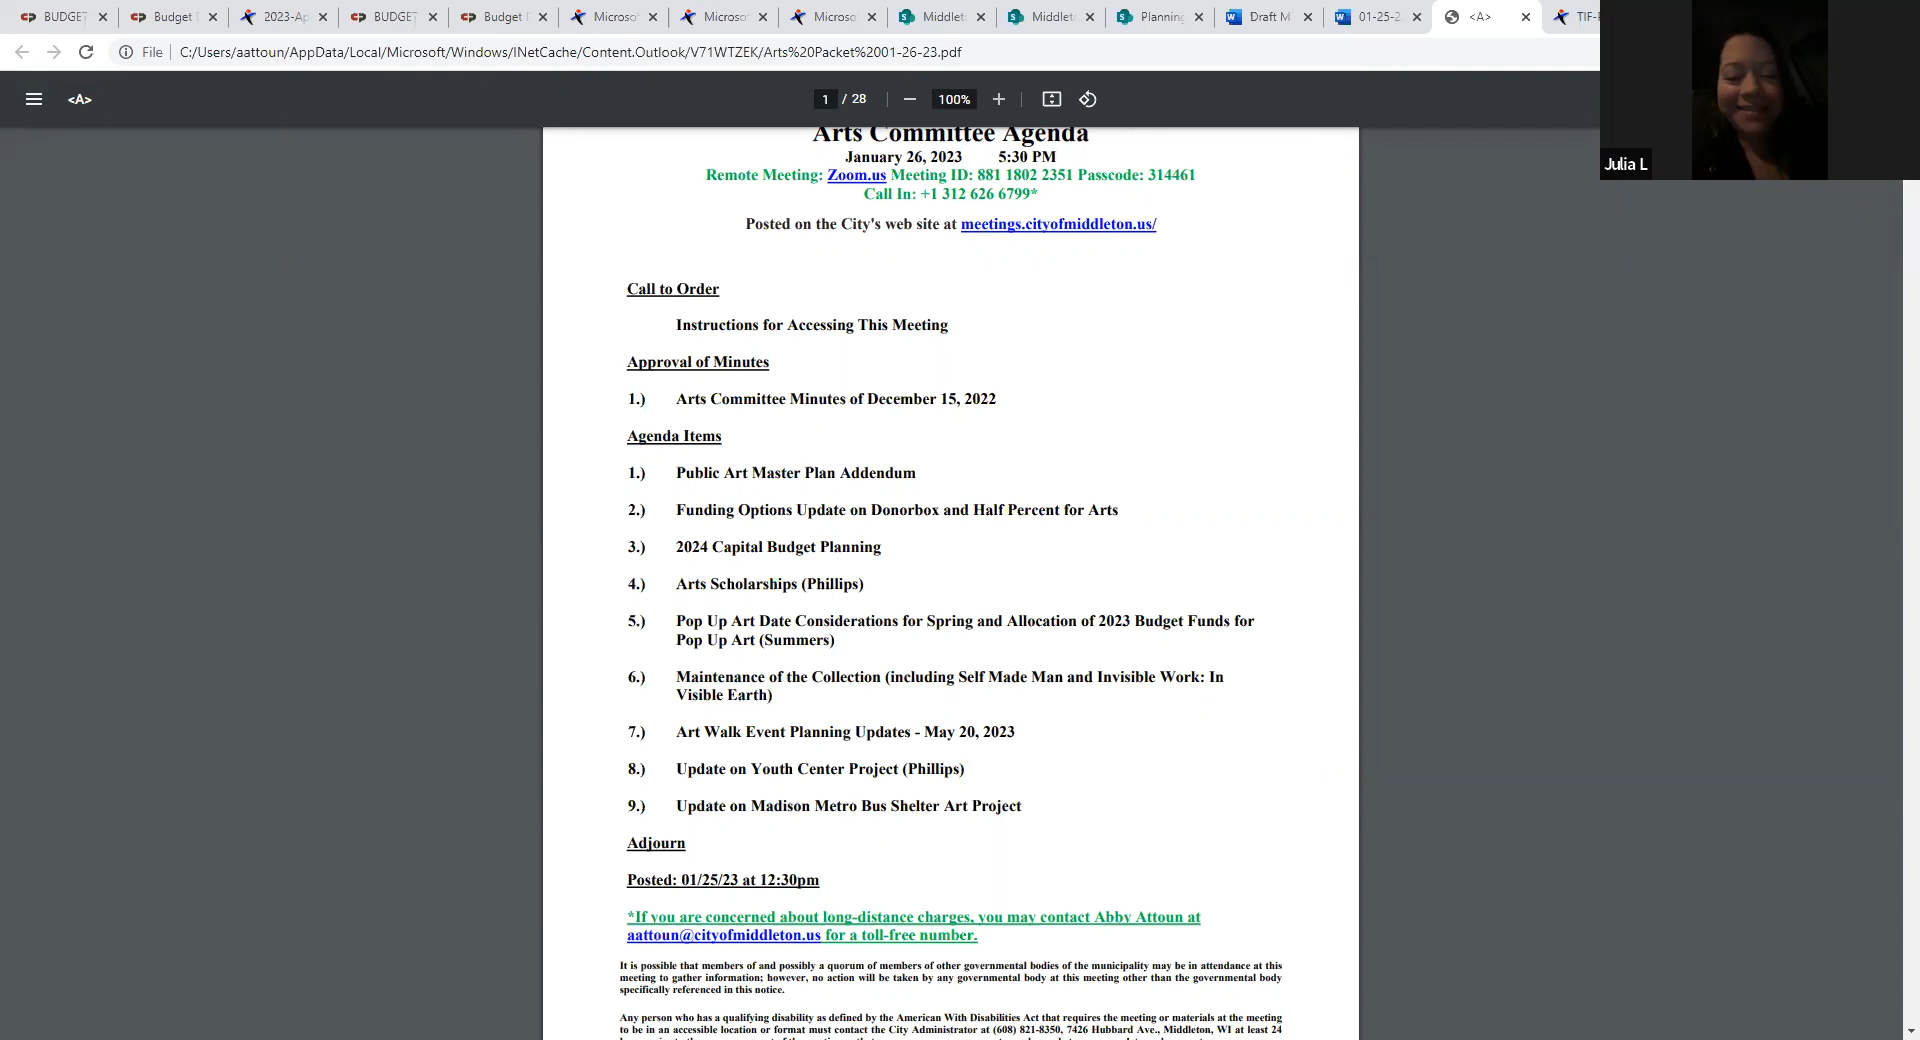 BUDGET
Budget D
2023-Ap
BUDGET
Budget D
Microso
Microso
Microso
Middlet
Middlet
Planning
Draft M
01-25-2
<A>
TIF-
File
C:/Users/aattoun/AppData/Local/Microsoft/Windows/INetCache/Content.Outlook/V71WTZEK/Arts%20Packet%2001-26-23.pdf
<A>
1 / 28
100%
Julia L
Arts Committee Agenda
January 26, 2023 5:30 PM
Remote Meeting: Zoom.us Meeting ID: 881 1802 2351 Passcode: 314461
Call In: +1 312 626 6799*
Posted on the City's web site at meetings.cityofmiddleton.us/
Call to Order
Instructions for Accessing This Meeting
Approval of Minutes
1.) Arts Committee Minutes of December 15, 2022
Agenda Items
1.) Public Art Master Plan Addendum
2.) Funding Options Update on Donorbox and Half Percent for Arts
3.) 2024 Capital Budget Planning
4.) Arts Scholarships (Phillips)
5.) Pop Up Art Date Considerations for Spring and Allocation of 2023 Budget Funds for
Pop Up Art (Summers)
6.) Maintenance of the Collection (including Self Made Man and Invisible Work: In
Visible Earth)
7.) Art Walk Event Planning Updates - May 20, 2023
8.) Update on Youth Center Project (Phillips)
9.) Update on Madison Metro Bus Shelter Art Project
Adjourn
Posted: 01/25/23 at 12:30pm
*If you are concerned about long-distance charges, you may contact Abby Attoun at
aattoun@cityofmiddleton.us for a toll-free number.
It is possible that members of and possibly a quorum of members of other governmental bodies of the municipality may be in attendance at this
meeting to gather information; however, no action will be taken by any governmental body at this meeting other than the governmental body
specifically referenced in this notice.
Any person who has a qualifying disability as defined by the American With Disabilities Act that requires the meeting or materials at the meeting
to be in an accessible location or format must contact the City Administrator at (608) 821-8350, 7426 Hubbard Ave., Middleton, WI at least 24